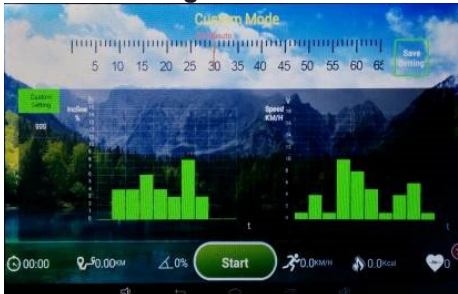 Custom Mode
5 10 15 20 25 30 35 40 45 50 55 60 65
Save
Setting
Custom
Setting
999
Incline
%
Speed
KM/H
t
t
00:00
0.00KM
0%
Start
0.0KM/H
0.0Kcal
0